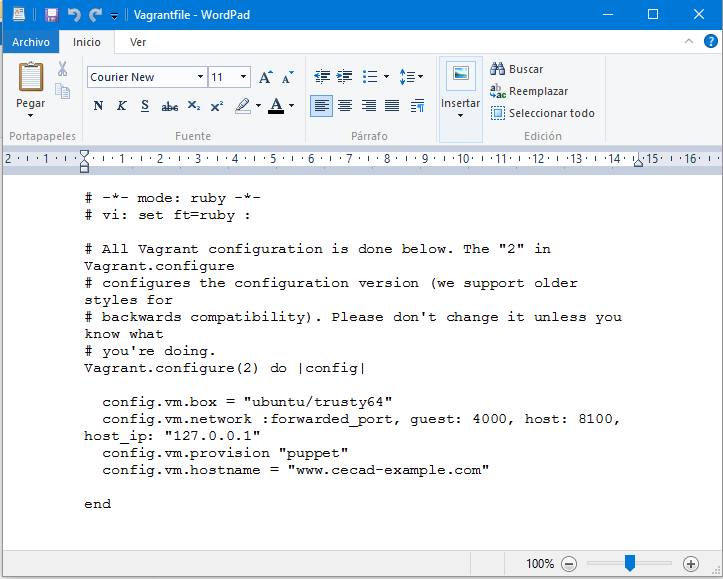 Vagrantfile - WordPad
Archivo Inicio Ver
Courier New 11
Pegar
N K S abc X₂ X² A
Insertar
Buscar
Reemplazar
Seleccionar todo
Portapapeles Fuente Párrafo Edición
2 1 1 2 3 4 5 6 7 8 9 10 11 12 13 14 15 16
# -*- mode: ruby -*-
# vi: set ft=ruby :
# All Vagrant configuration is done below. The "2" in
Vagrant.configure
# configures the configuration version (we support older
styles for
# backwards compatibility). Please don't change it unless you
know what
# you're doing.
Vagrant.configure(2) do |config|
config.vm.box = "ubuntu/trusty64"
config.vm.network :forwarded_port, guest: 4000, host: 8100,
host_ip: "127.0.0.1"
config.vm.provision "puppet"
config.vm.hostname = "www.cecad-example.com"
end
100%